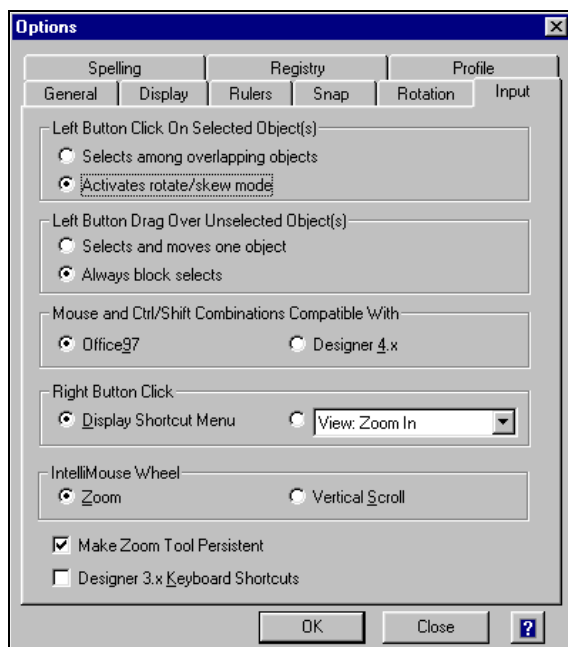 Options
Spelling Registry Profile
General Display Rulers Snap Rotation Input
Left Button Click On Selected Object(s)
Selects among overlapping objects
Activates rotate/skew mode
Left Button Drag Over Unselected Object(s)
Selects and moves one object
Always block selects
Mouse and Ctrl/Shift Combinations Compatible With
Office97 Designer 4.x
Right Button Click
Display Shortcut Menu View: Zoom In
IntelliMouse Wheel
Zoom Vertical Scroll
Make Zoom Tool Persistent
Designer 3.x Keyboard Shortcuts
OK Close ?